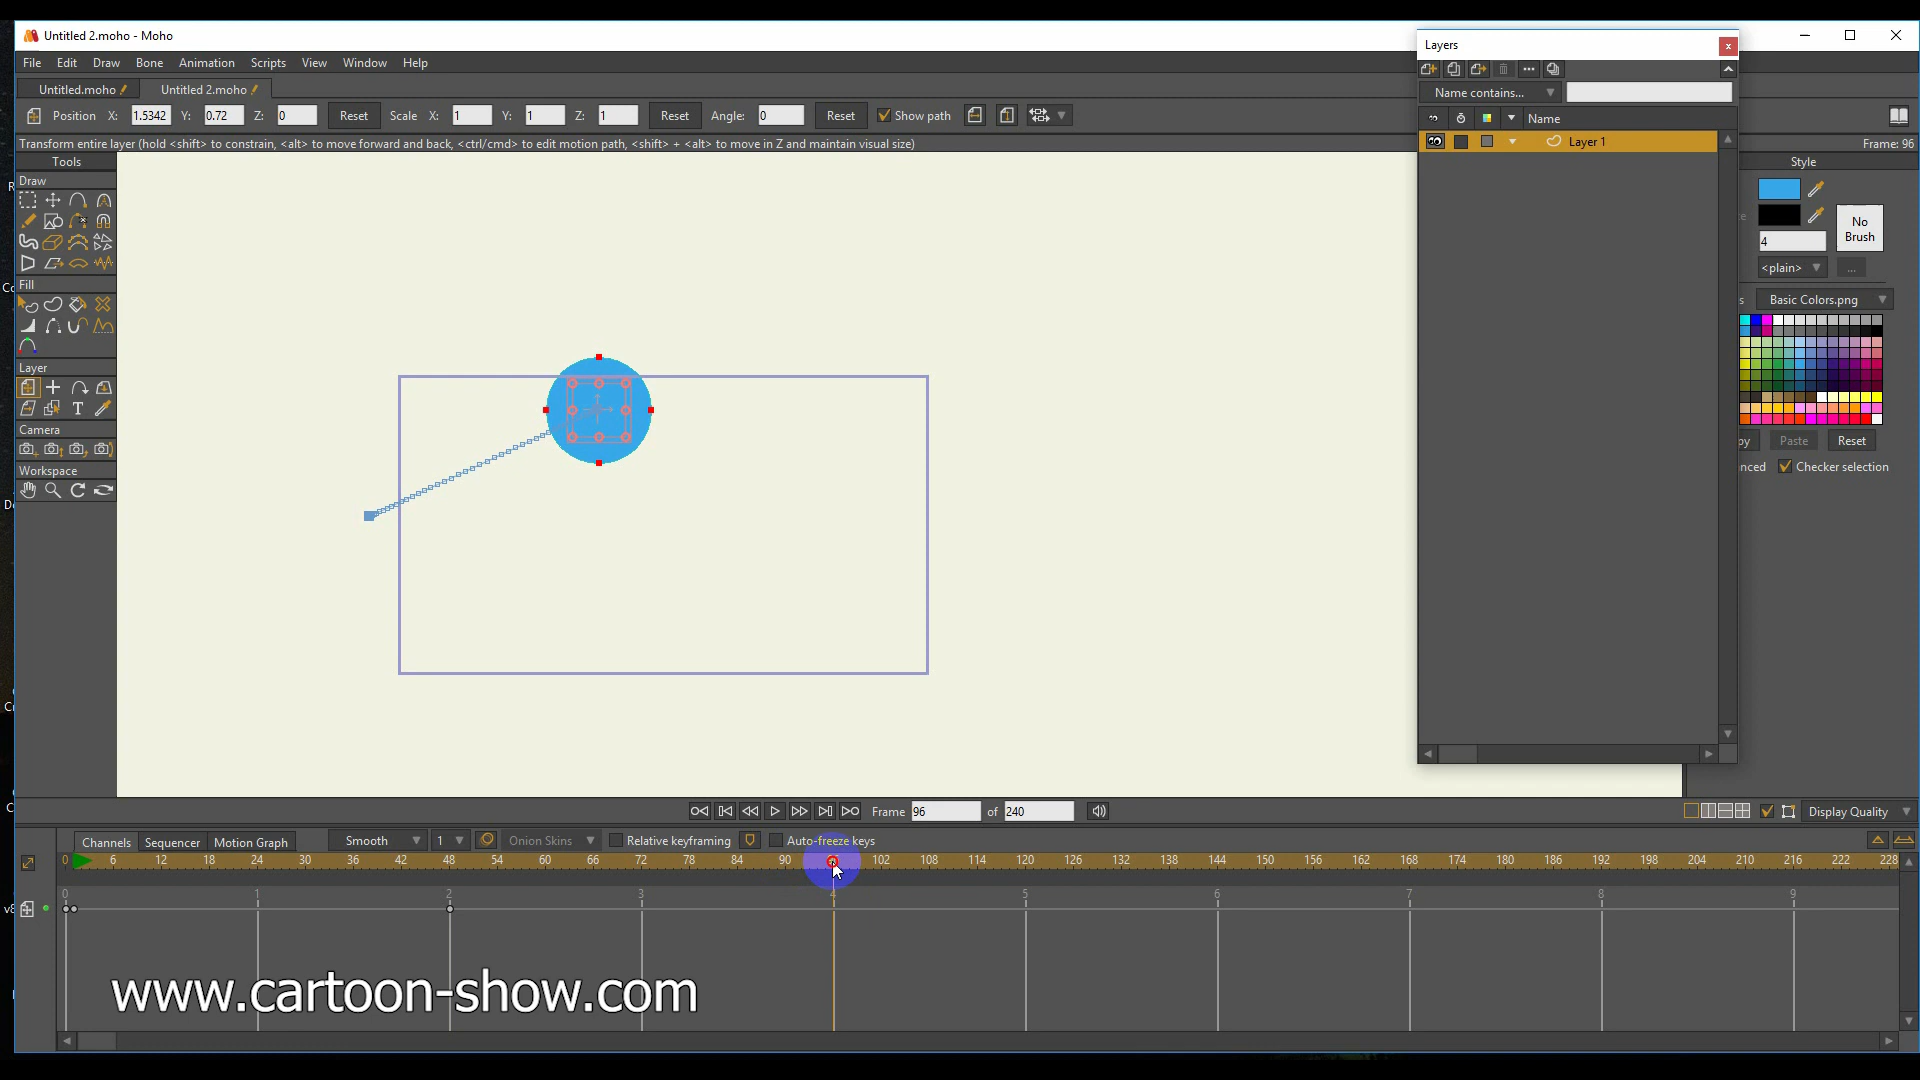 Untitled 2.moho - Moho
File Edit Draw Bone Animation Scripts View Window Help
Untitled.moho Untitled 2.moho
Position X: 1.5342 Y: 0.72 Z: 0 Reset Scale X: 1 Y: 1 Z: 1 Reset Angle: 0 Reset Show path
Transform entire layer (hold <shift> to constrain, <alt> to move forward and back, <ctrl/cmd> to edit motion path, <shift> + <alt> to move in Z and maintain visual size)
Frame: 96
Tools
Draw
Fill
Layer
T
Camera
Workspace
Layers
Name contains...
Name
Layer 1
Style
No
Brush
4
<plain> ...
s Basic Colors.png
py Paste Reset
nced Checker selection
Frame 96 of 240
Display Quality
Channels Sequencer Motion Graph Smooth 1 Onion Skins Relative keyframing Auto-freeze keys
0 6 12 18 24 30 36 42 48 54 60 66 72 78 84 90 102 108 114 120 126 132 138 144 150 156 162 168 174 180 186 192 198 204 210 216 222 228
0 1 2 3 4 5 6 7 8 9
www.cartoon-show.com